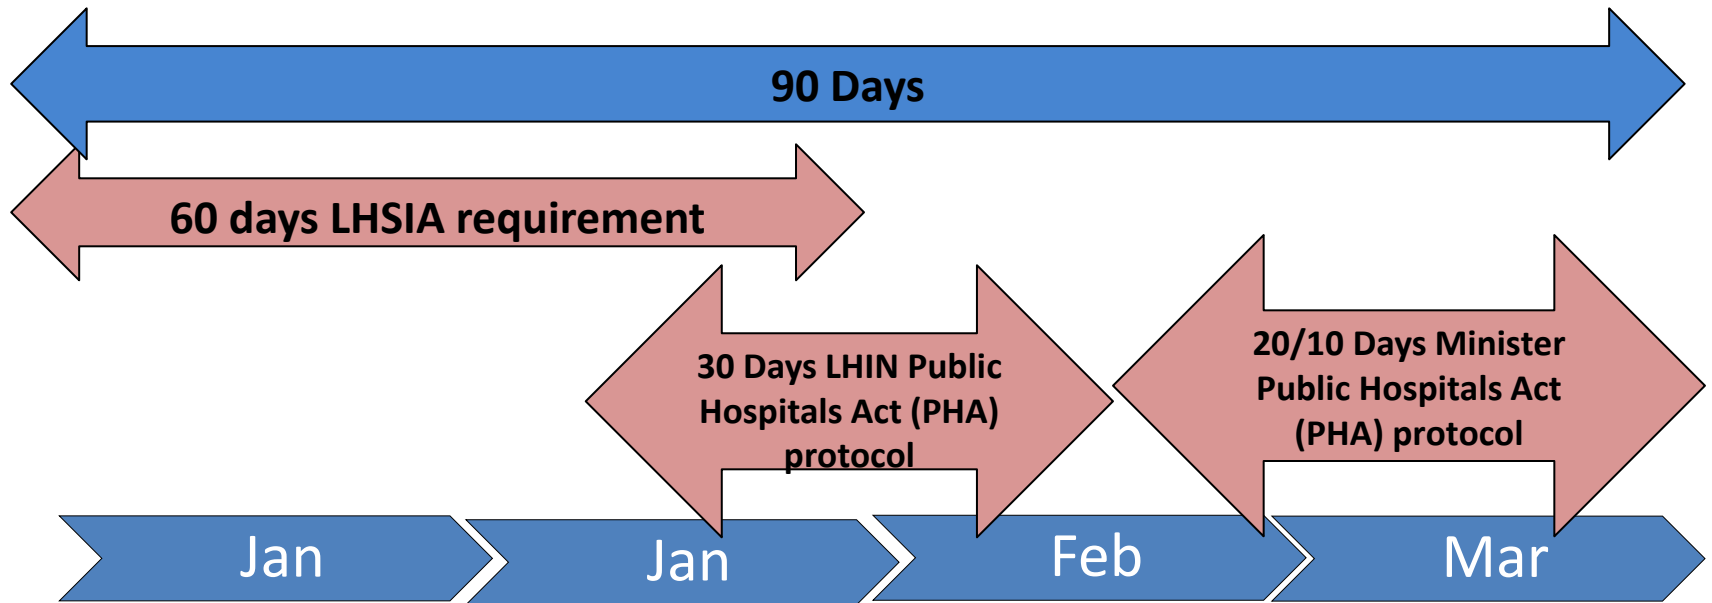 90 Days
60 days LHSIA requirement
30 Days LHIN Public
Hospitals Act (PHA)
protocol
20/10 Days Minister
Public Hospitals Act
(PHA) protocol
Jan
Jan
Feb
Mar